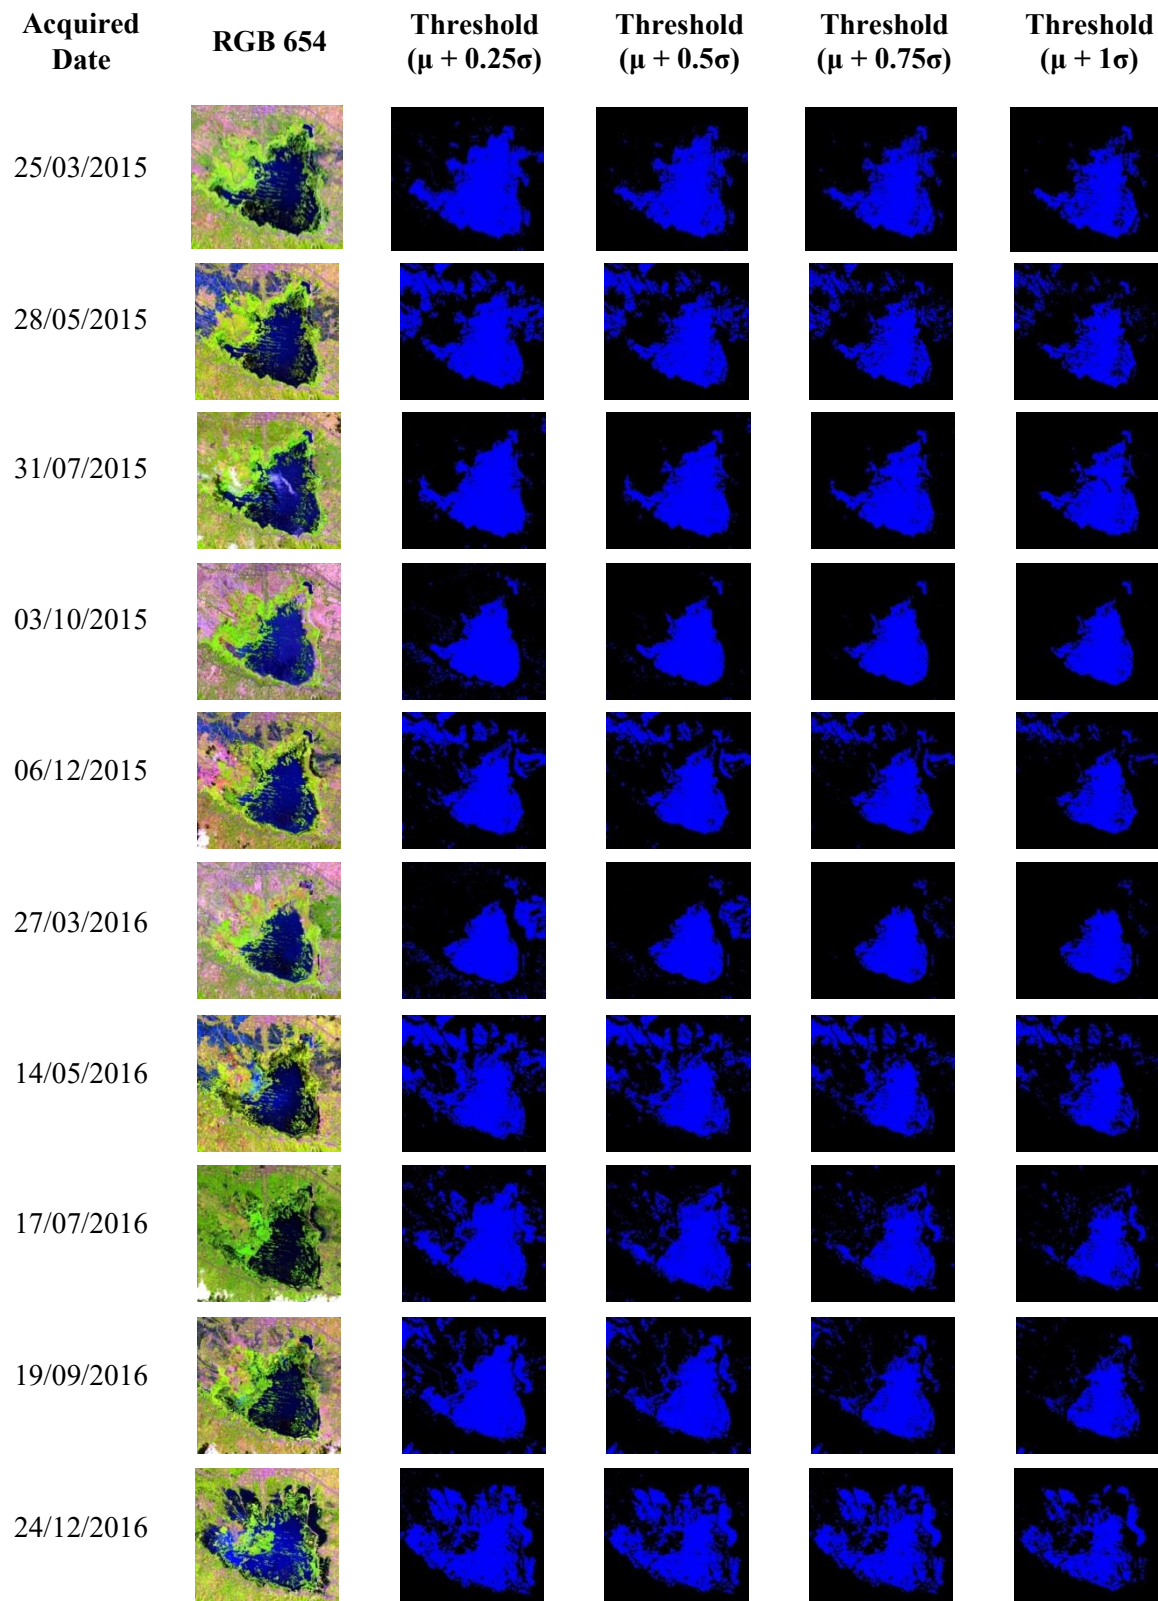 Acquired Date
RGB 654
Threshold (μ + 0.25σ)
Threshold (μ + 0.5σ)
Threshold (μ + 0.75σ)
Threshold (μ + 1σ)
25/03/2015
28/05/2015
31/07/2015
03/10/2015
06/12/2015
27/03/2016
14/05/2016
17/07/2016
19/09/2016
24/12/2016